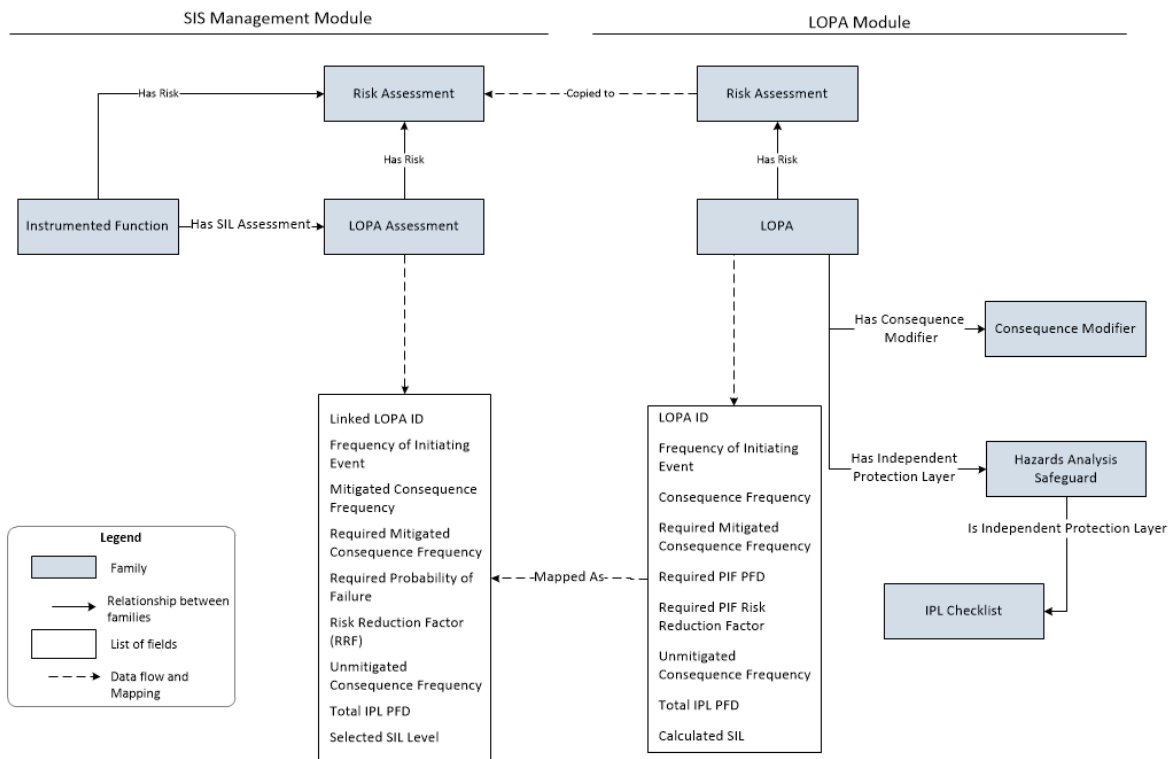 SIS Management Module
LOPA Module
Risk Assessment
Risk Assessment
Has Risk
Copied to
Has Risk
Has Risk
Instrumented Function
Has SIL Assessment
LOPA Assessment
LOPA
Has Consequence
Modifier
Consequence Modifier
Has Independent
Protection Layer
Hazards Analysis
Safeguard
Is Independent Protection Layer
IPL Checklist
Linked LOPA ID
Frequency of Initiating
Event
Mitigated Consequence
Frequency
Required Mitigated
Consequence Frequency
Required Probability of
Failure
Risk Reduction Factor
(RRF)
Unmitigated
Consequence Frequency
Total IPL PFD
Selected SIL Level
Mapped As
LOPA ID
Frequency of Initiating
Event
Consequence Frequency
Required Mitigated
Consequence Frequency
Required PIF PFD
Required PIF Risk
Reduction Factor
Unmitigated
Consequence Frequency
Total IPL PFD
Calculated SIL
Legend
Family
Relationship between
families
List of fields
Data flow and
Mapping